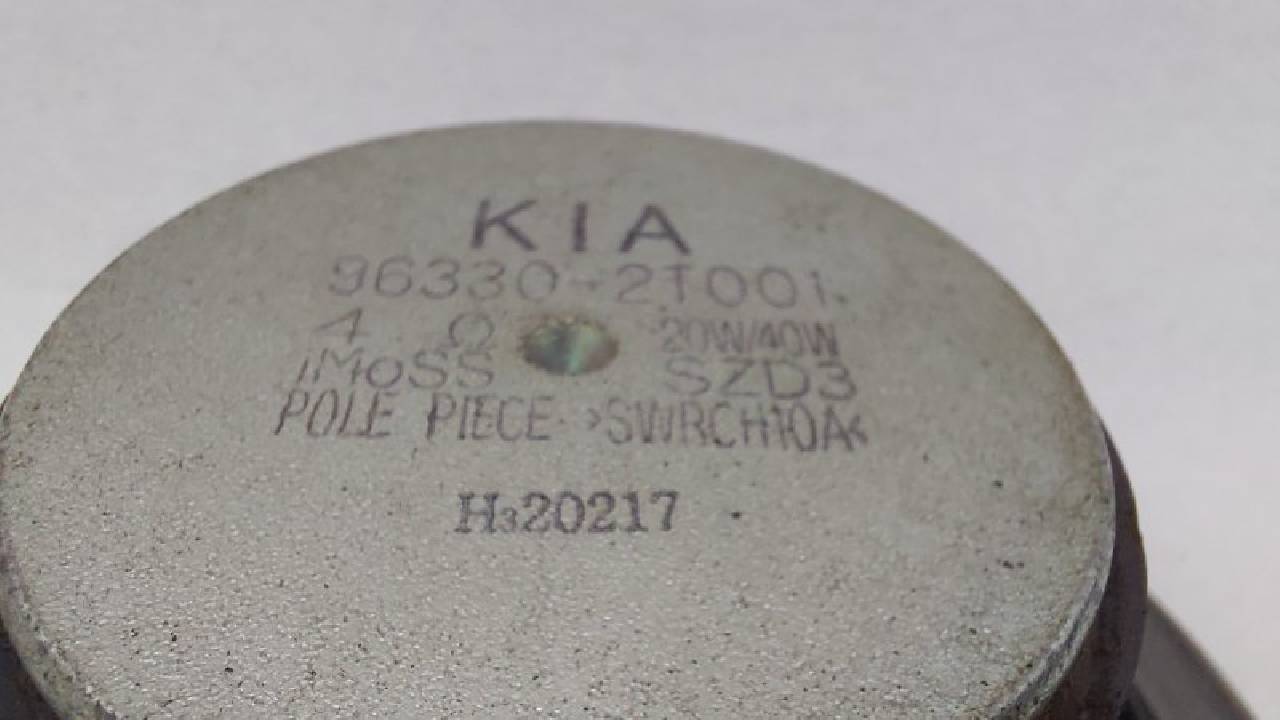 KIA
96330-2T001
4 Ω 20W/40W
iMoSS SZD3
POLE PIECE >SWRCH10A<
H320217